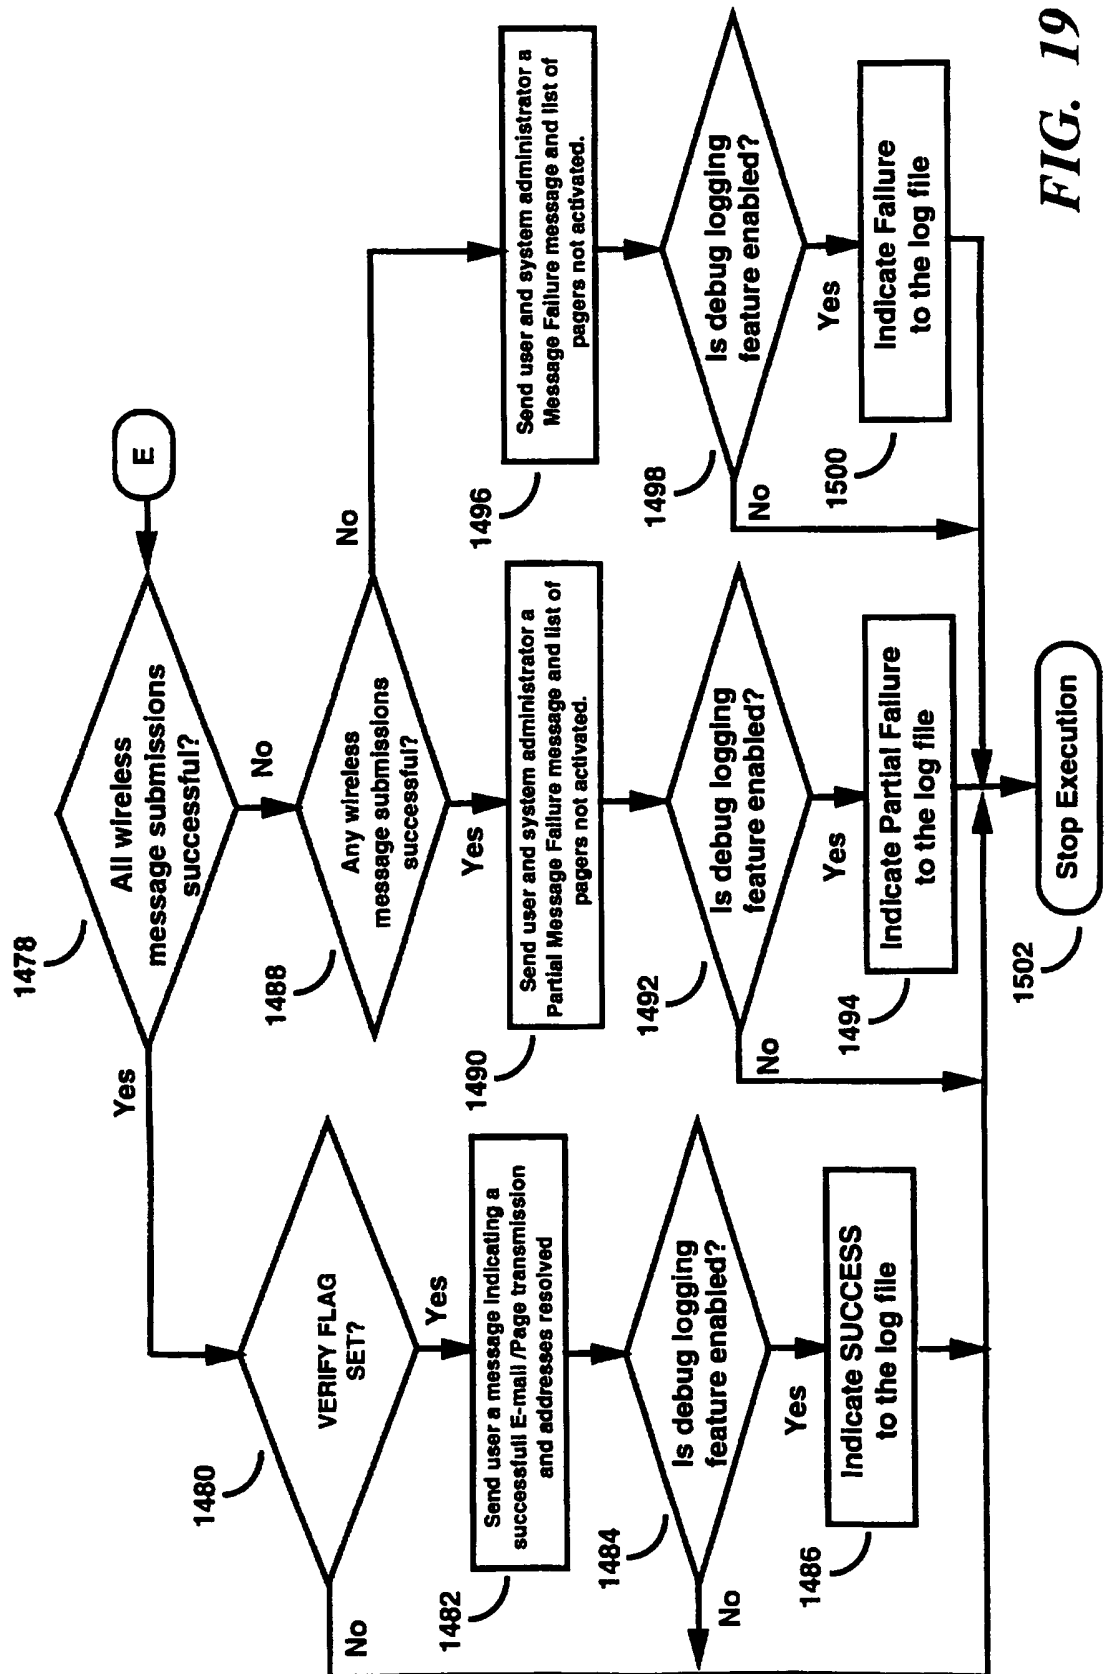 E
1478
All wireless
message submissions
successful?
Yes
No
1480
VERIFY FLAG
SET?
No
Yes
1488
Any wireless
message submissions
successful?
No
Yes
1482
Send user a message indicating a
successfull E-mail /Page transmission
and addresses resolved
1490
Send user and system administrator a
Partial Message Failure message and list of
pagers not activated.
1496
Send user and system administrator a
Message Failure message and list of
pagers not activated.
1484
Is debug logging
feature enabled?
No
Yes
1492
Is debug logging
feature enabled?
No
Yes
1498
Is debug logging
feature enabled?
No
Yes
1486
Indicate SUCCESS
to the log file
1494
Indicate Partial Failure
to the log file
1500
Indicate Failure
to the log file
1502
Stop Execution
FIG. 19